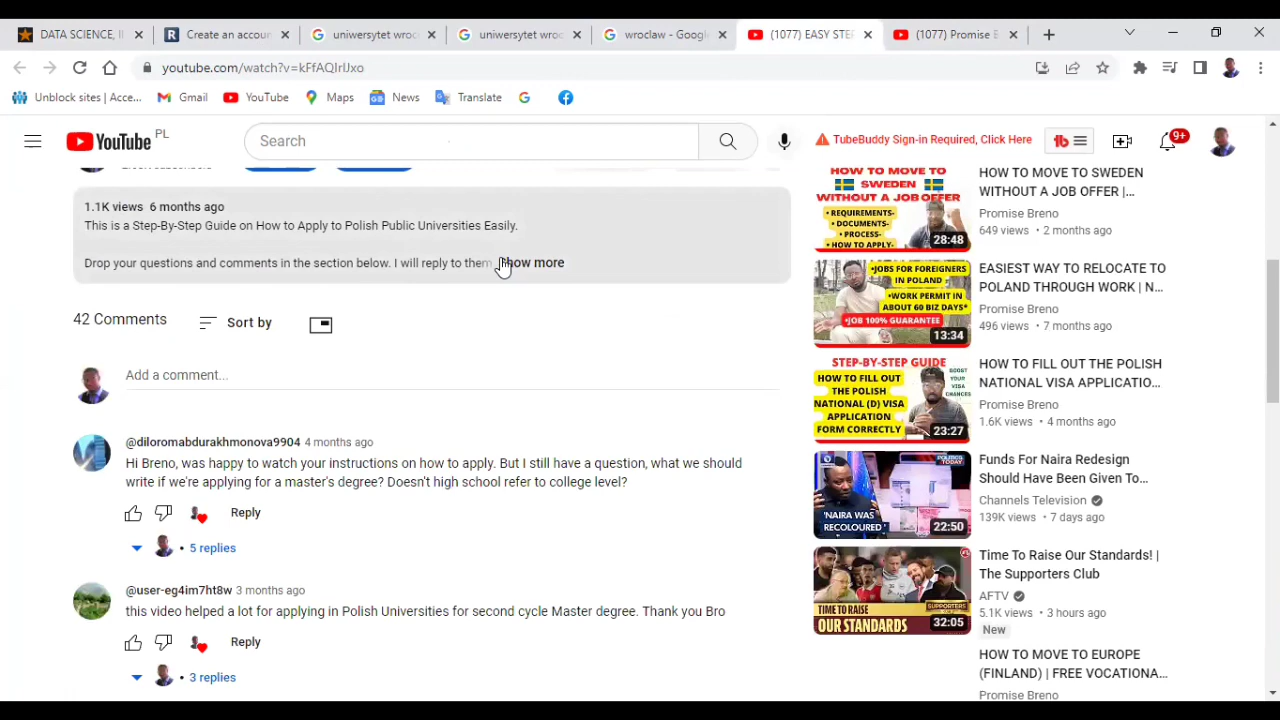 DATA SCIENCE, II
Create an accoun
uniwersytet wroc
uniwersytet wroc
wroclaw - Google
(1077) EASY STEP
(1077) Promise B
youtube.com/watch?v=kFfAQIrlJxo
Unblock sites | Acce...
Gmail
YouTube
Maps
News
Translate
YouTube PL
Search
TubeBuddy Sign-in Required, Click Here
9+
1.1K views 6 months ago
This is a Step-By-Step Guide on How to Apply to Polish Public Universities Easily.
Drop your questions and comments in the section below. I will reply to them
Show more
42 Comments
Sort by
Add a comment...
@diloromabdurakhmonova9904 4 months ago
Hi Breno, was happy to watch your instructions on how to apply. But I still have a question, what we should
write if we're applying for a master's degree? Doesn't high school refer to college level?
Reply
5 replies
@user-eg4im7ht8w 3 months ago
this video helped a lot for applying in Polish Universities for second cycle Master degree. Thank you Bro
Reply
3 replies
HOW TO MOVE TO
SWEDEN
WITHOUT A JOB OFFER
•REQUIREMENTS-
•DOCUMENTS-
•PROCESS-
•HOW TO APPLY-
28:48
HOW TO MOVE TO SWEDEN
WITHOUT A JOB OFFER |...
Promise Breno
649 views • 2 months ago
•JOBS FOR FOREIGNERS
IN POLAND
•WORK PERMIT IN
ABOUT 60 BIZ DAYS*
•JOB 100% GUARANTEE
13:34
EASIEST WAY TO RELOCATE TO
POLAND THROUGH WORK | N...
Promise Breno
496 views • 7 months ago
STEP-BY-STEP GUIDE
HOW TO FILL OUT
THE POLISH
NATIONAL (D) VISA
APPLICATION
FORM CORRECTLY
BOOST
YOUR
VISA
CHANCES
23:27
HOW TO FILL OUT THE POLISH
NATIONAL VISA APPLICATIO...
Promise Breno
1.6K views • 4 months ago
POLITICS
TODAY
'NAIRA WAS
RECOLOURED'
22:50
Funds For Naira Redesign
Should Have Been Given To...
Channels Television
139K views • 7 days ago
TIME TO RAISE
OUR STANDARDS
SUPPORTERS
CLUB
32:05
Time To Raise Our Standards! |
The Supporters Club
AFTV
5.1K views • 3 hours ago
New
HOW TO MOVE TO EUROPE
(FINLAND) | FREE VOCATIONA...
Promise Breno